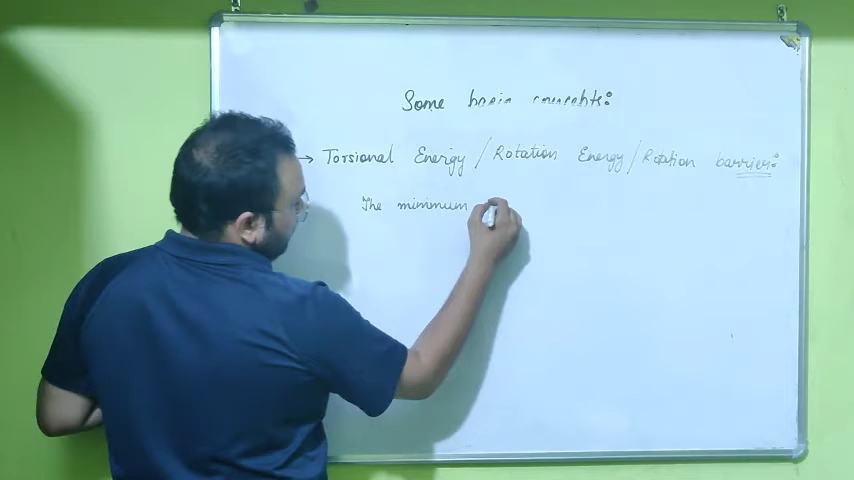 Some basic concepts:
→ Torsional Energy / Rotation Energy / Rotation barrier:
The minimum